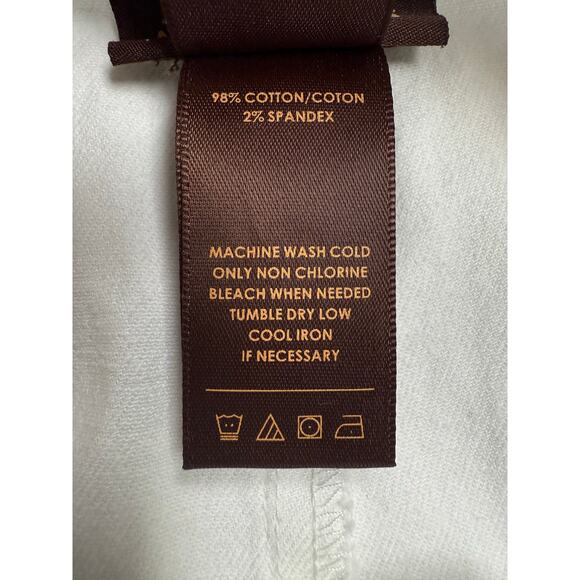 98% COTTON/COTON
2% SPANDEX
MACHINE WASH COLD
ONLY NON CHLORINE
BLEACH WHEN NEEDED
TUMBLE DRY LOW
COOL IRON
IF NECESSARY